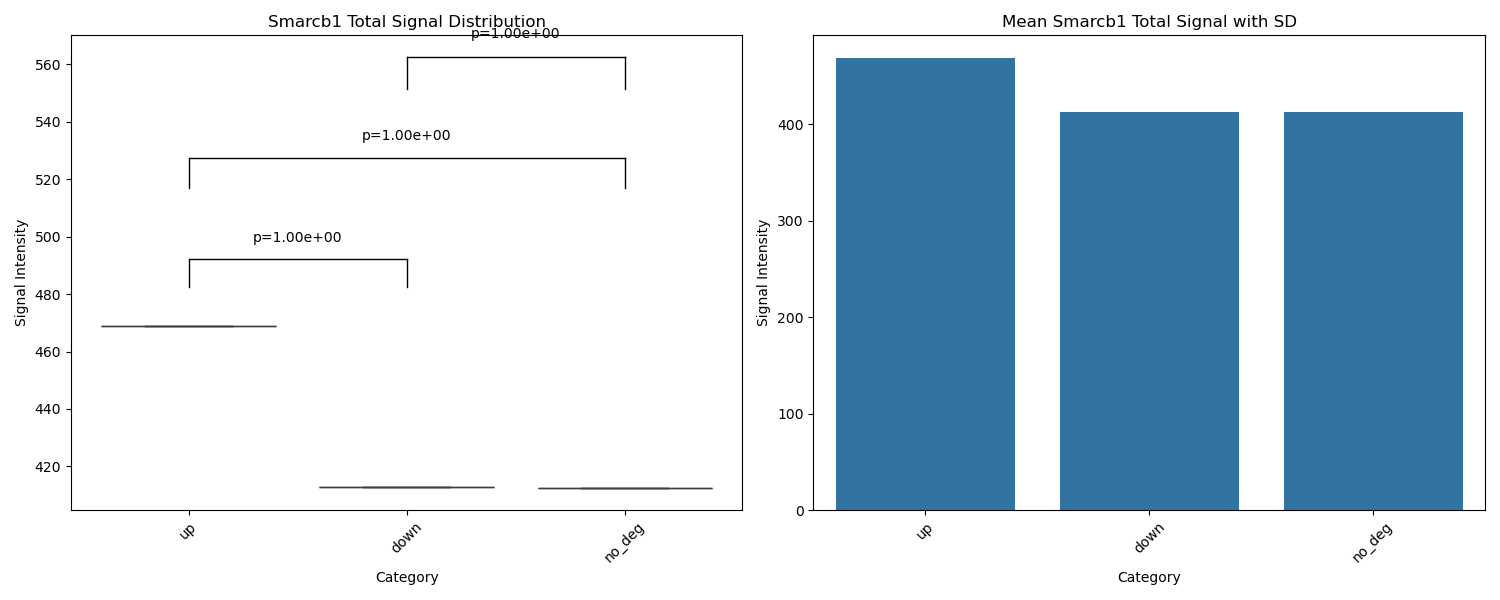 Smarcb1 Total Signal Distribution
p=1.00e+00
p=1.00e+00
p=1.00e+00
560
540
520
500
480
460
440
420
Signal Intensity
up
down
no_deg
Category
Mean Smarcb1 Total Signal with SD
400
300
200
100
0
Signal Intensity
up
down
no_deg
Category